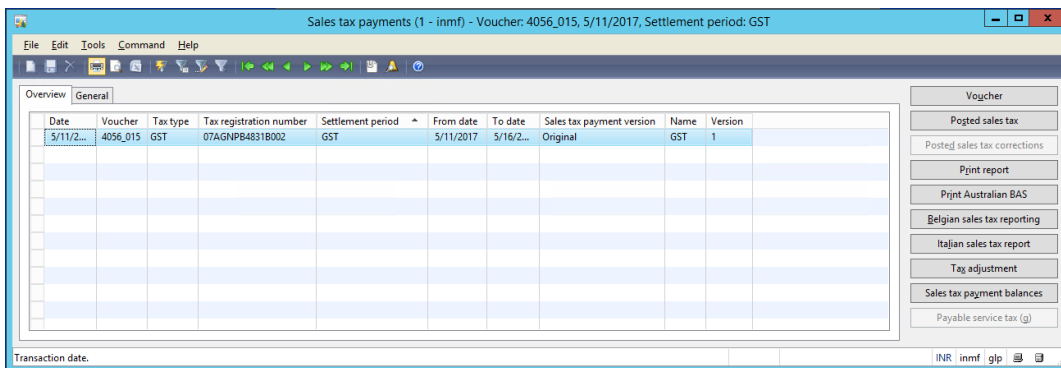 Sales tax payments (1 - inmf) - Voucher: 4056_015, 5/11/2017, Settlement period: GST
File Edit Tools Command Help
Overview General
Date Voucher Tax type Tax registration number Settlement period From date To date Sales tax payment version Name Version
5/11/2... 4056_015 GST 07AGNPB4831B002 GST 5/11/2017 5/16/2... Original GST 1
Voucher
Posted sales tax
Posted sales tax corrections
Print report
Print Australian BAS
Belgian sales tax reporting
Italian sales tax report
Tax adjustment
Sales tax payment balances
Payable service tax (g)
Transaction date.
INR inmf glp